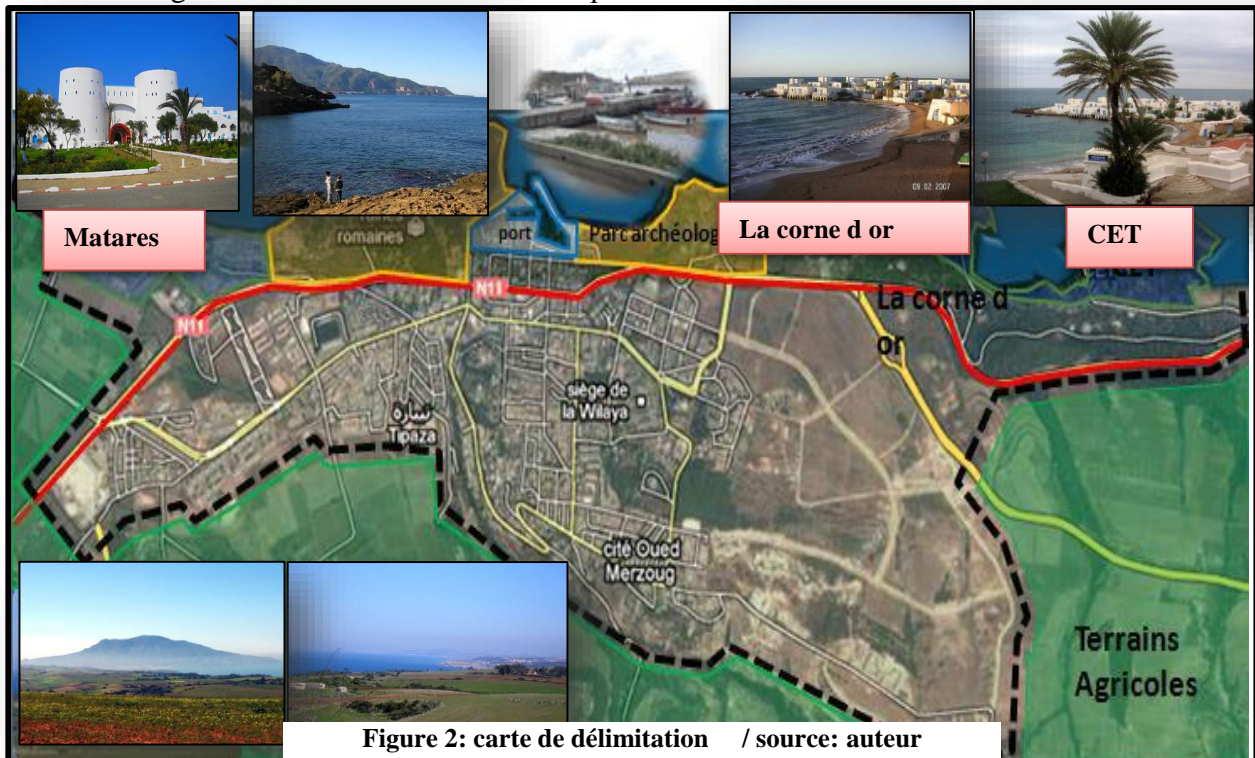 Matares
ruines
romaines
port
Parc archéolog
La corne d or
CET
09.02.2007
N11
N11
La corne d
or
siège de
la Wilaya
تيبازة
Tipaza
cité Oued
Merzoug
Terrains
Agricoles
Figure 2: carte de délimitation / source: auteur